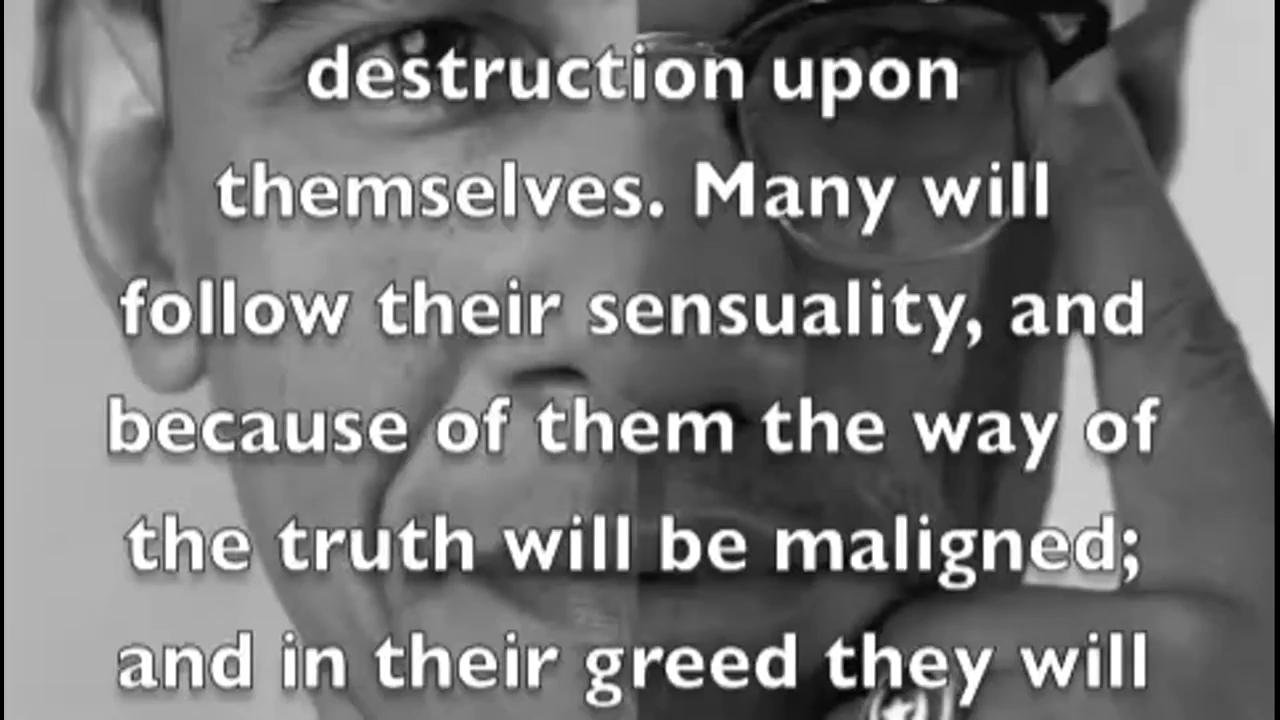 destruction upon
themselves. Many will
follow their sensuality, and
because of them the way of
the truth will be maligned;
and in their greed they will